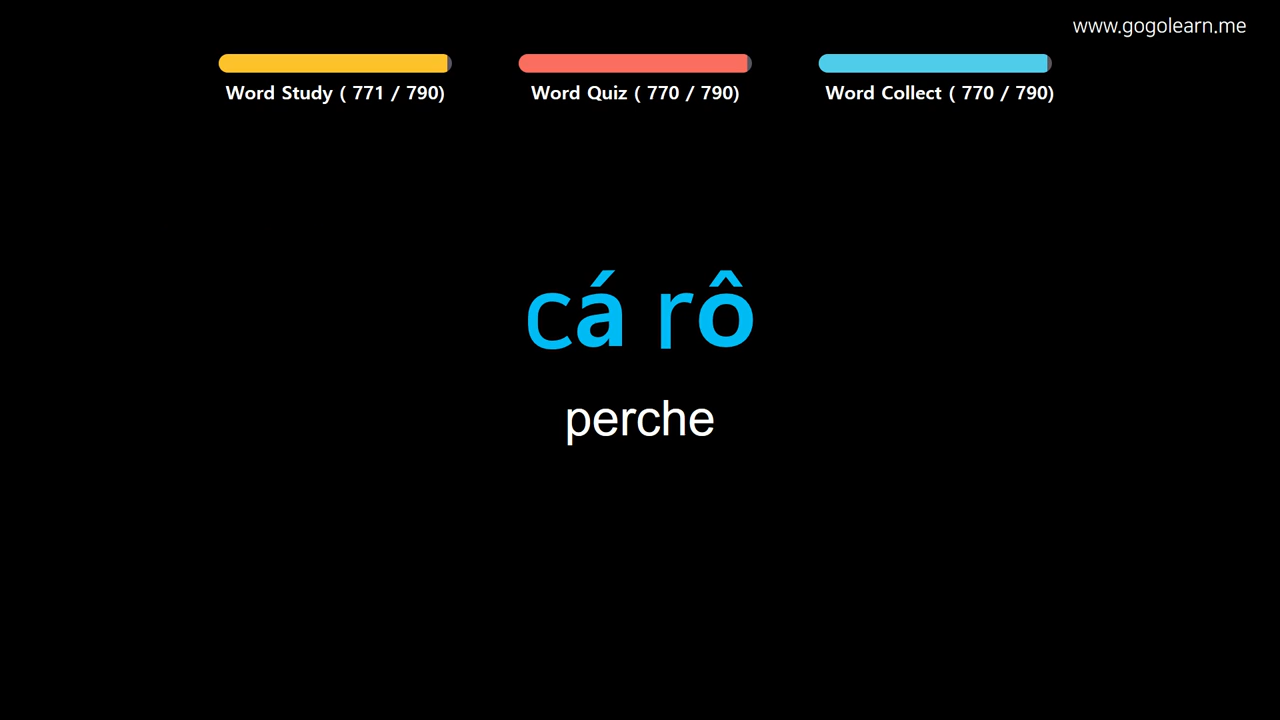 www.gogolearn.me
Word Study ( 771 / 790)
Word Quiz ( 770 / 790)
Word Collect ( 770 / 790)
cá rô
perche